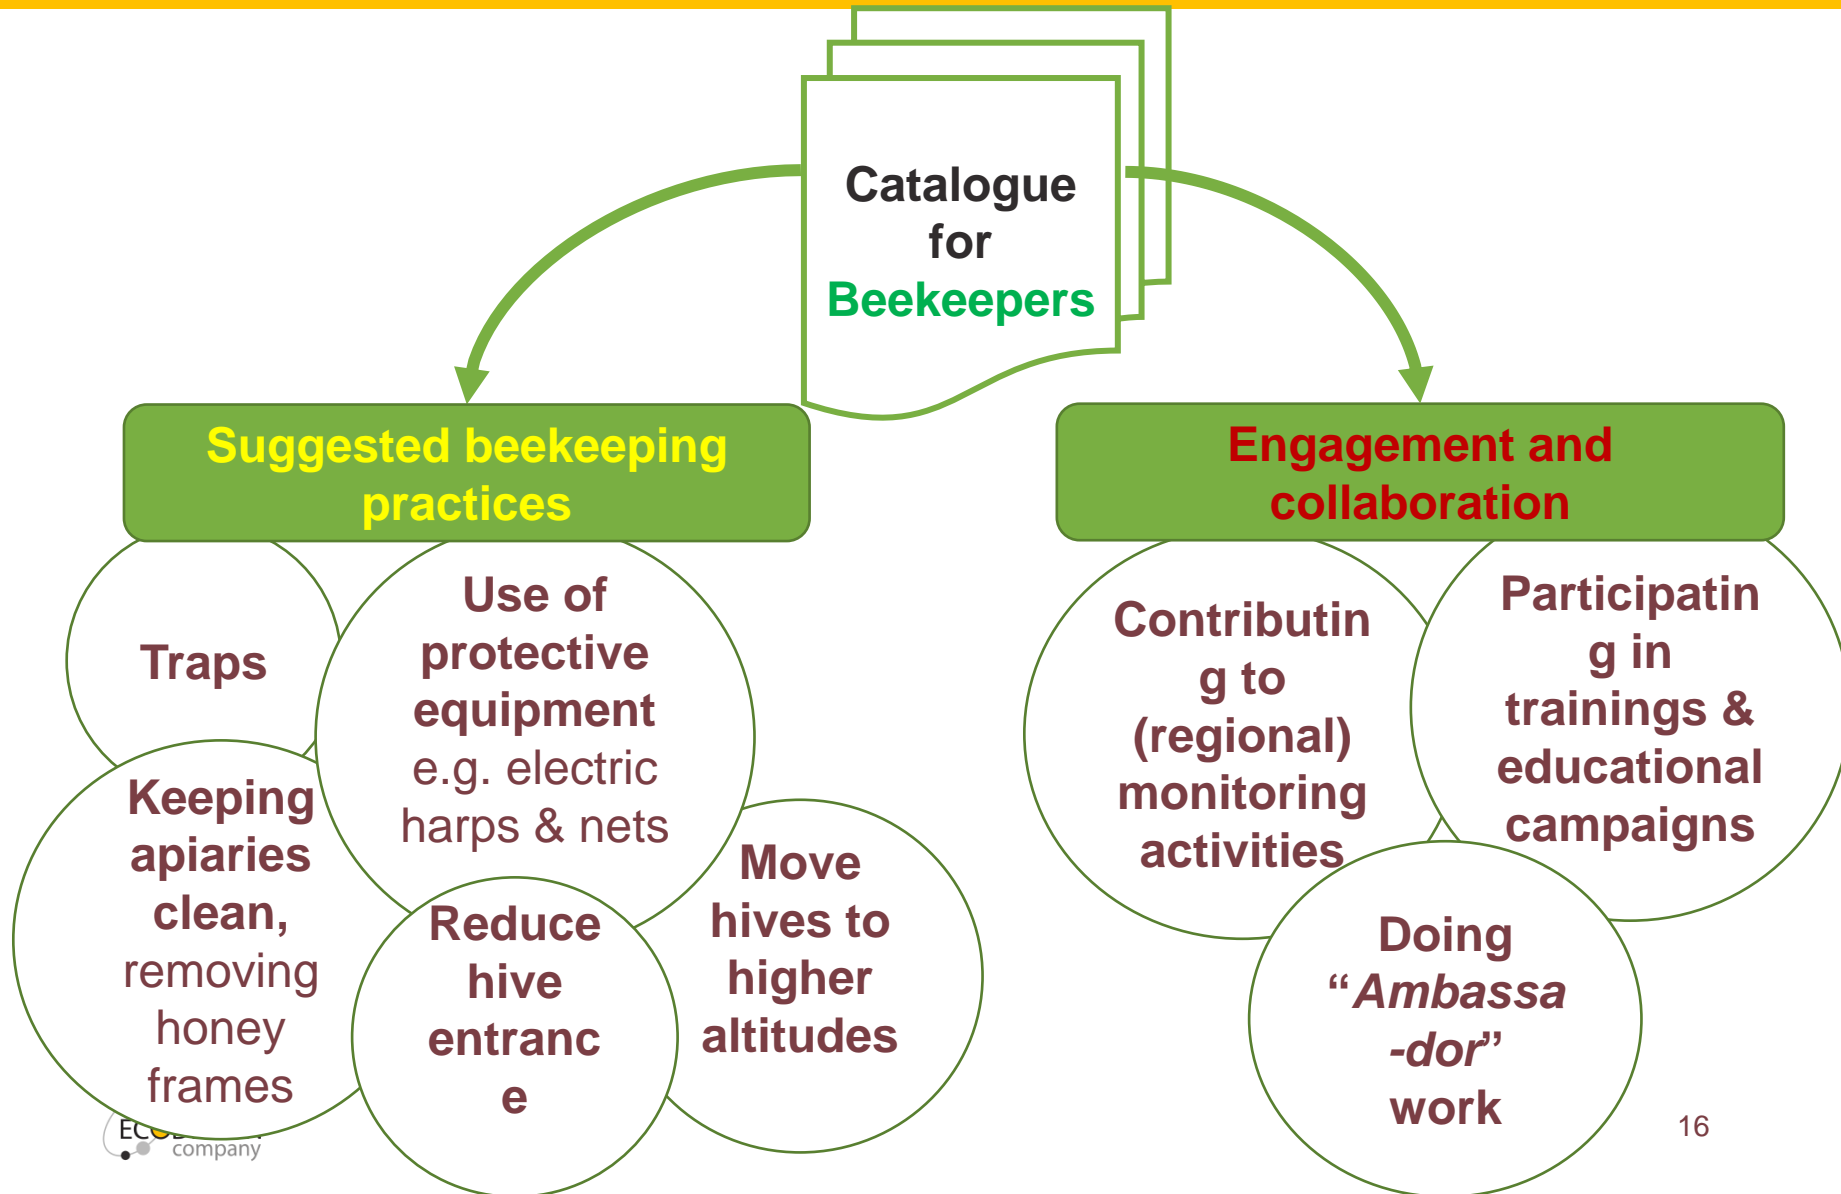 Catalogue
for
Beekeepers
Suggested beekeeping
practices
Traps
Use of
protective
equipment
e.g. electric
harps & nets
Keeping
apiaries
clean,
removing
honey
frames
Reduce
hive
entranc
e
Move
hives to
higher
altitudes
Engagement and
collaboration
Contributin
g to
(regional)
monitoring
activities
Participatin
g in
trainings &
educational
campaigns
Doing
“Ambassa
-dor”
work
company
16